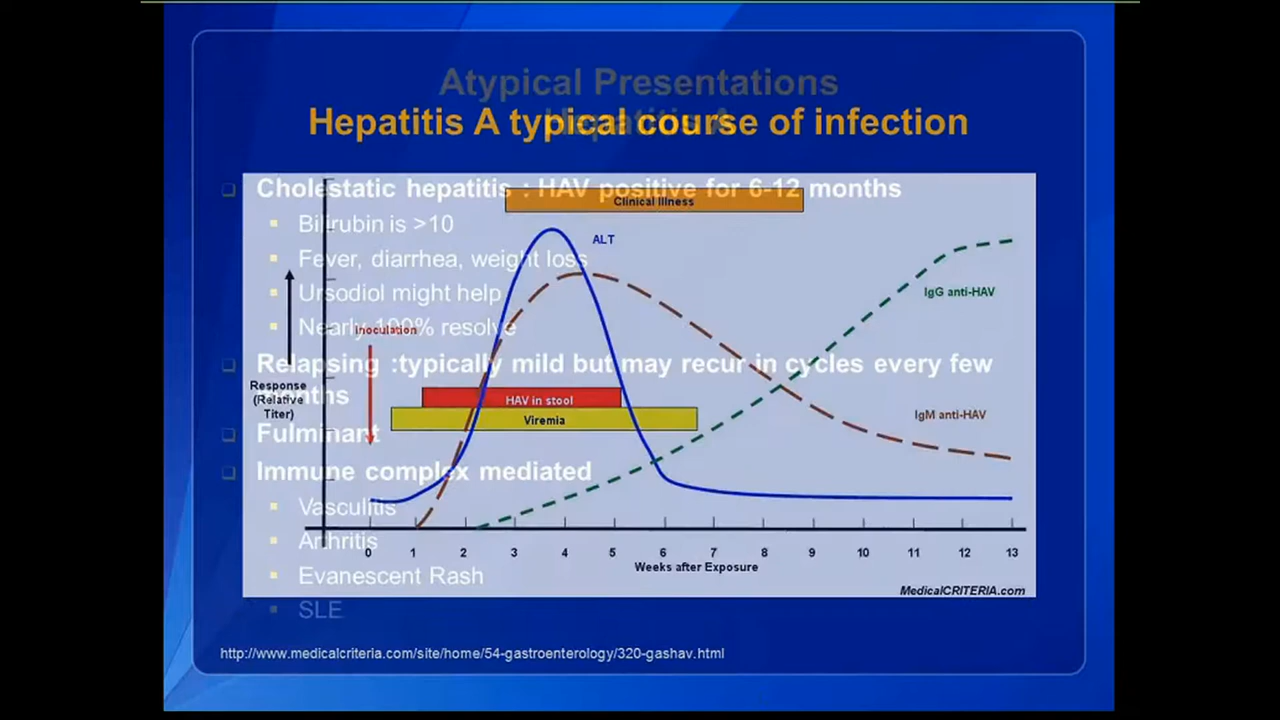 Atypical Presentations
Hepatitis A
Hepatitis A typical course of infection
Cholestatic hepatitis : HAV positive for 6-12 months
Bilirubin is >10
Fever, diarrhea, weight loss
Ursodiol might help
Nearly 100% resolve
Relapsing :typically mild but may recur in cycles every few
months
Fulminant
Immune complex mediated
Vasculitis
Arthritis
Evanescent Rash
SLE
Clinical Illness
ALT
IgG anti-HAV
Inoculation
Response
(Relative
Titer)
HAV in stool
Viremia
IgM anti-HAV
0 1 2 3 4 5 6 7 8 9 10 11 12 13
Weeks after Exposure
MedicalCRITERIA.com
http://www.medicalcriteria.com/site/home/54-gastroenterology/320-gashav.html